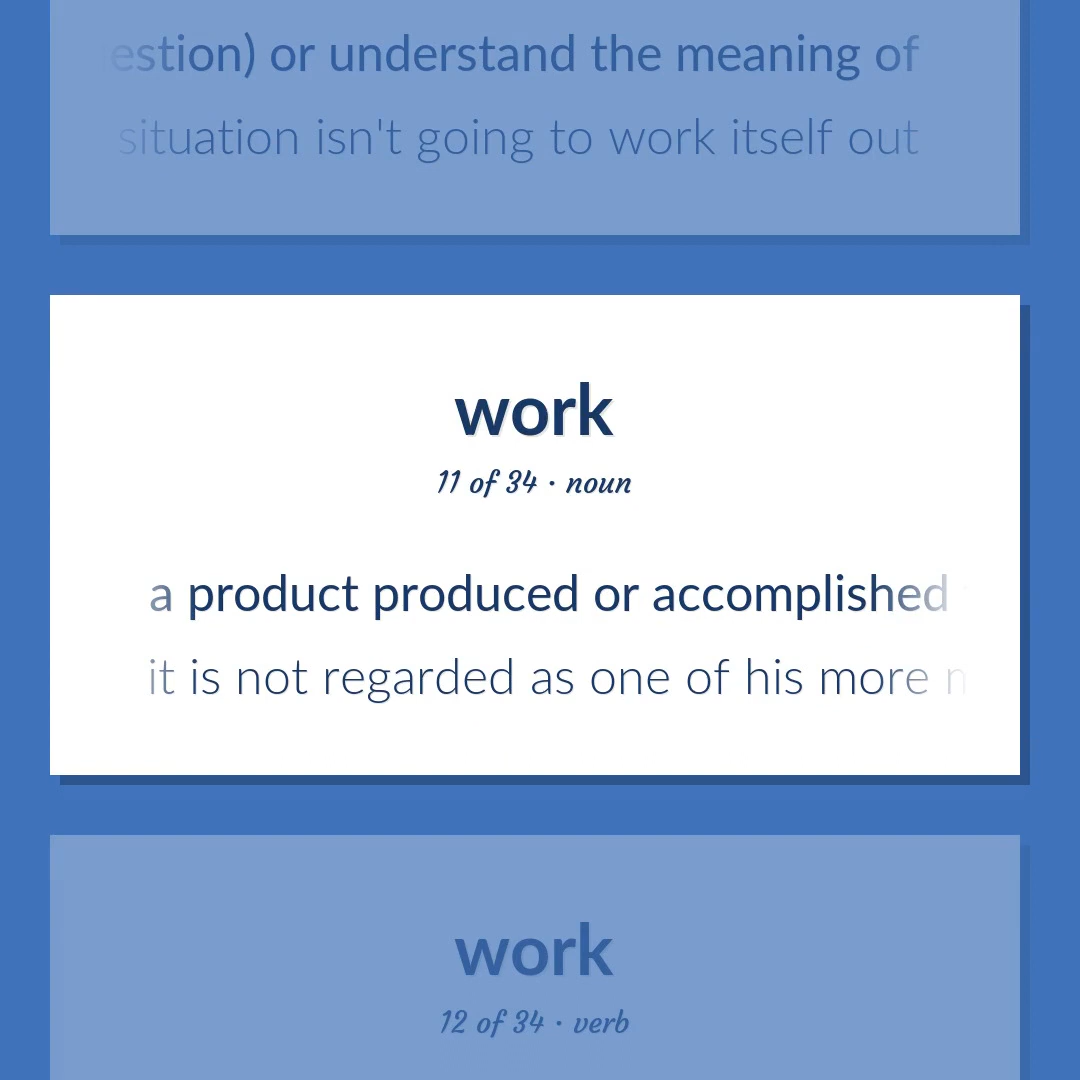 estion) or understand the meaning of
situation isn't going to work itself out
work
11 of 34 · noun
a product produced or accomplished
it is not regarded as one of his more
work
12 of 34 · verb